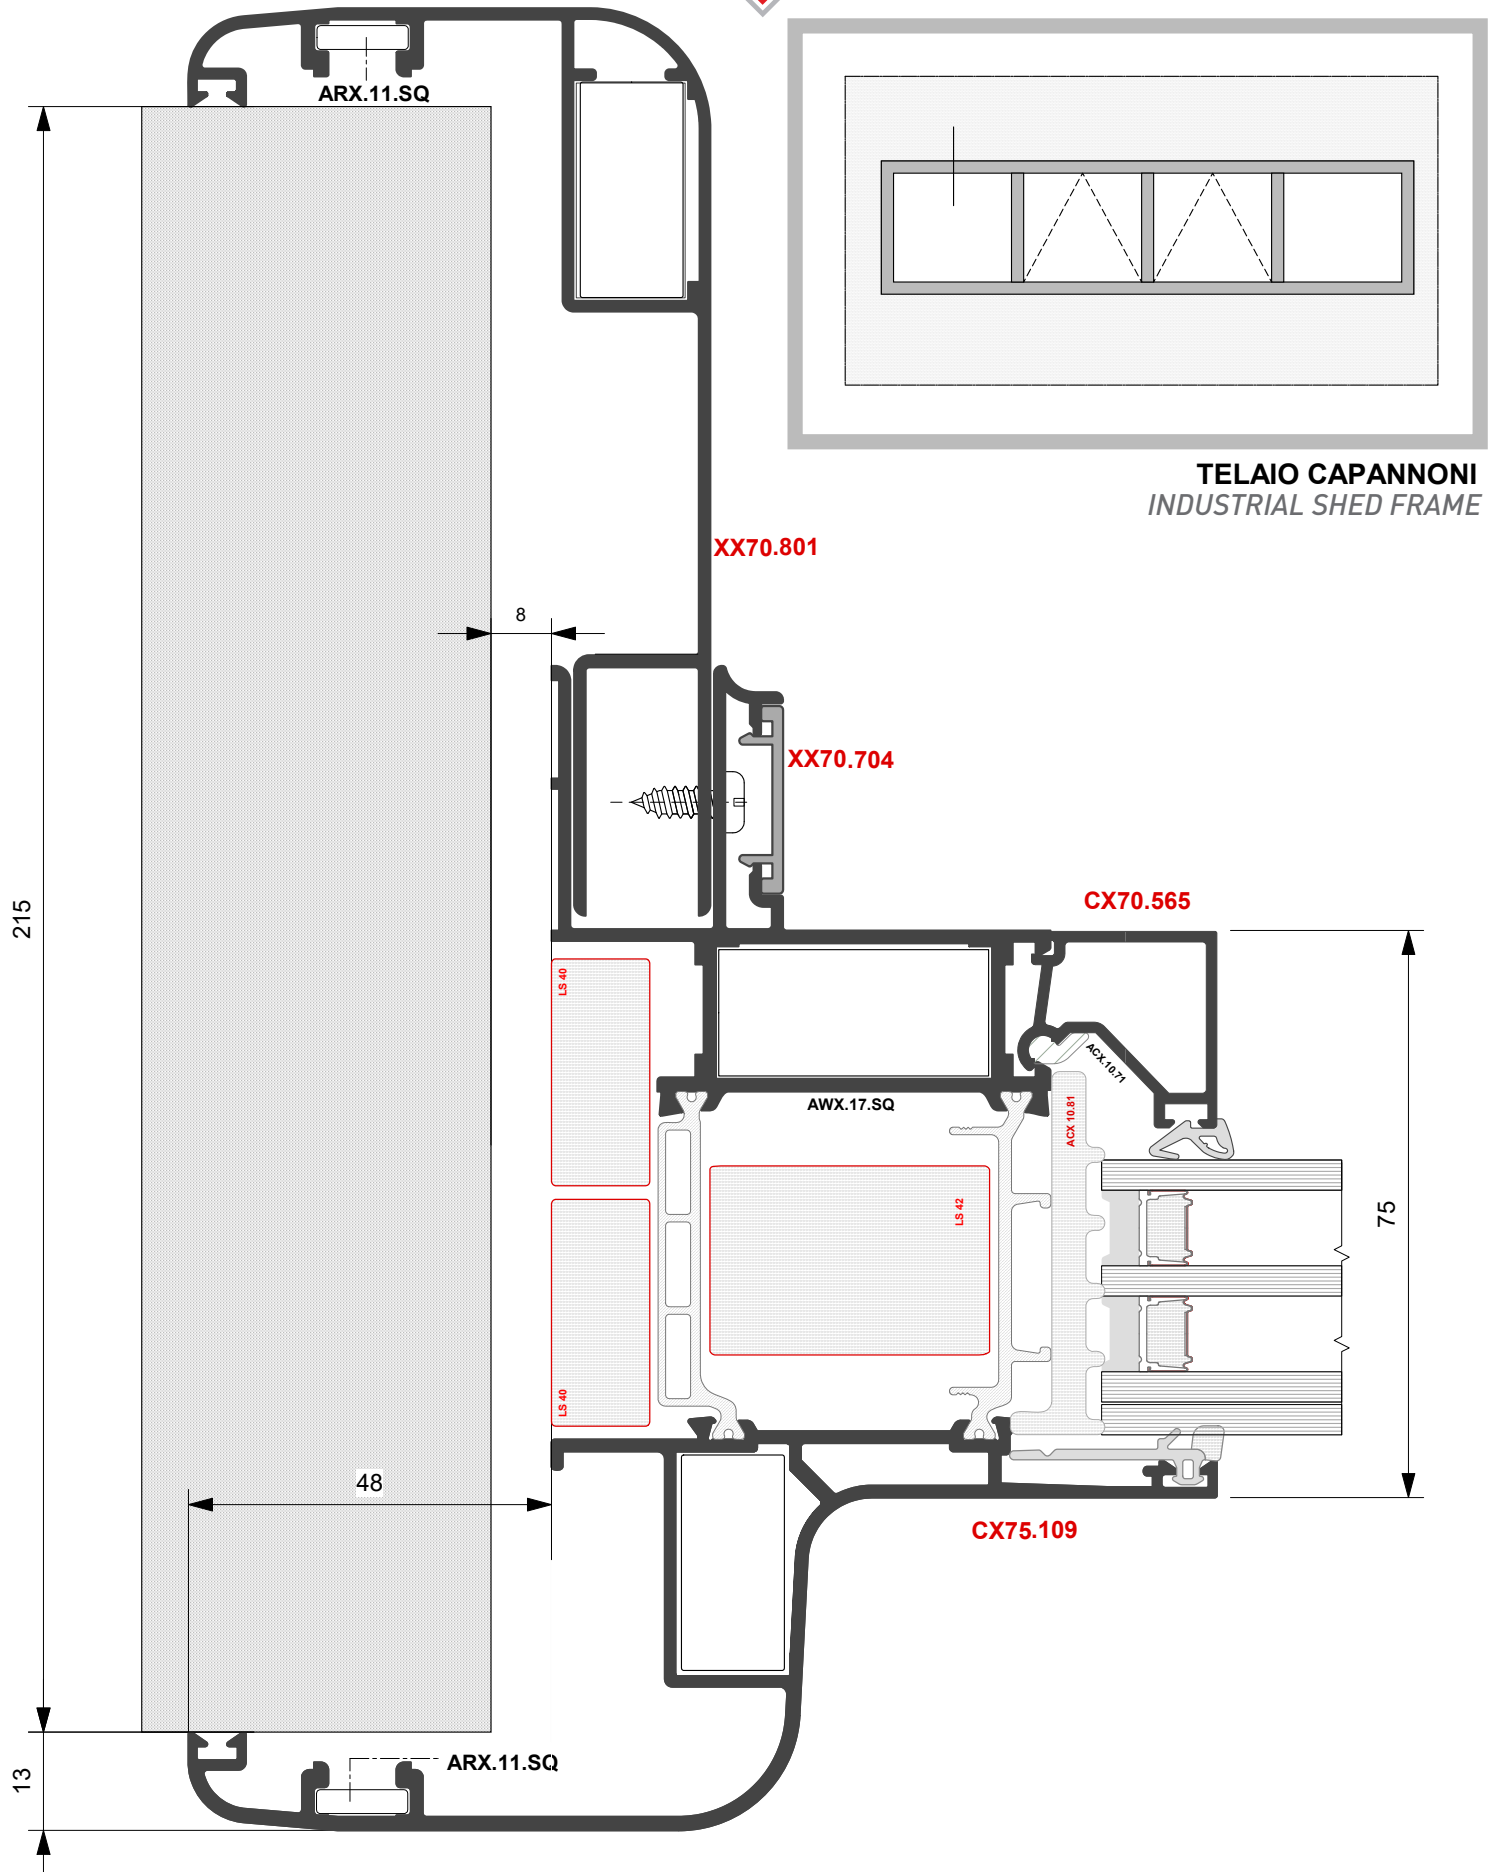 ARX.11.SQ
TELAIO CAPANNONI
INDUSTRIAL SHED FRAME
XX70.801
8
XX70.704
CX70.565
215
LS 40
ACX.10.71
ACX 10.81
AWX.17.SQ
LS 42
75
LS 40
48
CX75.109
ARX.11.SQ
13